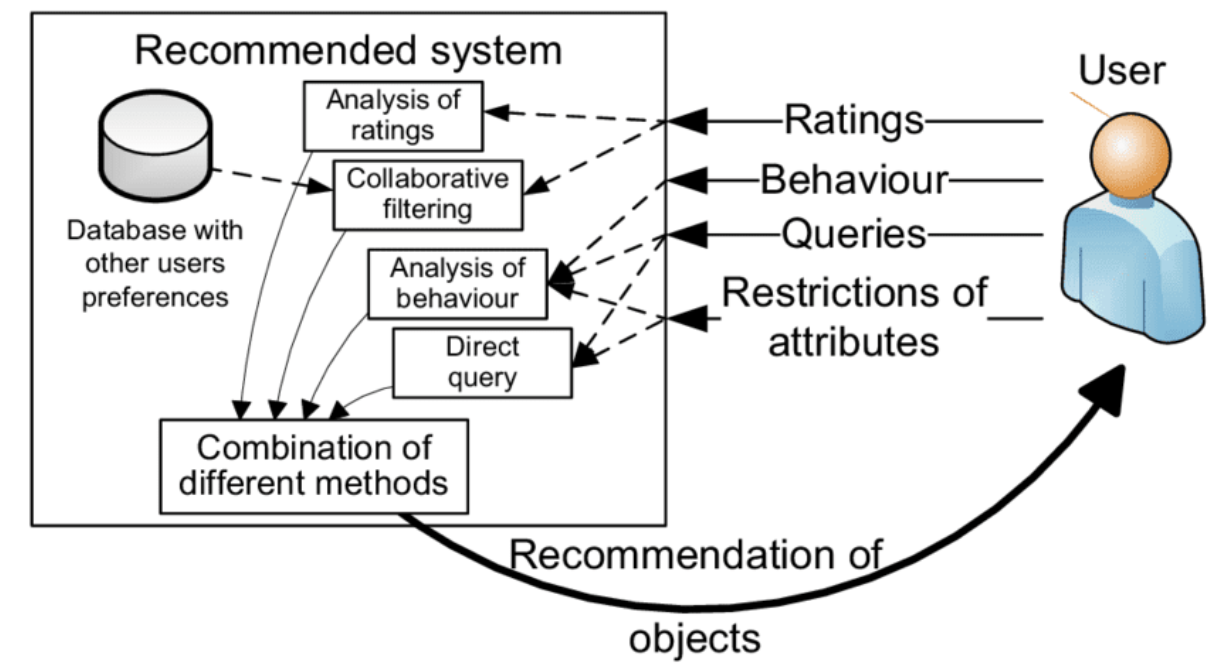 Recommended system
User
Analysis of
ratings
Collaborative
filtering
Database with
other users
preferences
Analysis of
behaviour
Direct
query
Combination of
different methods
Ratings
Behaviour
Queries
Restrictions of
attributes
Recommendation of
objects